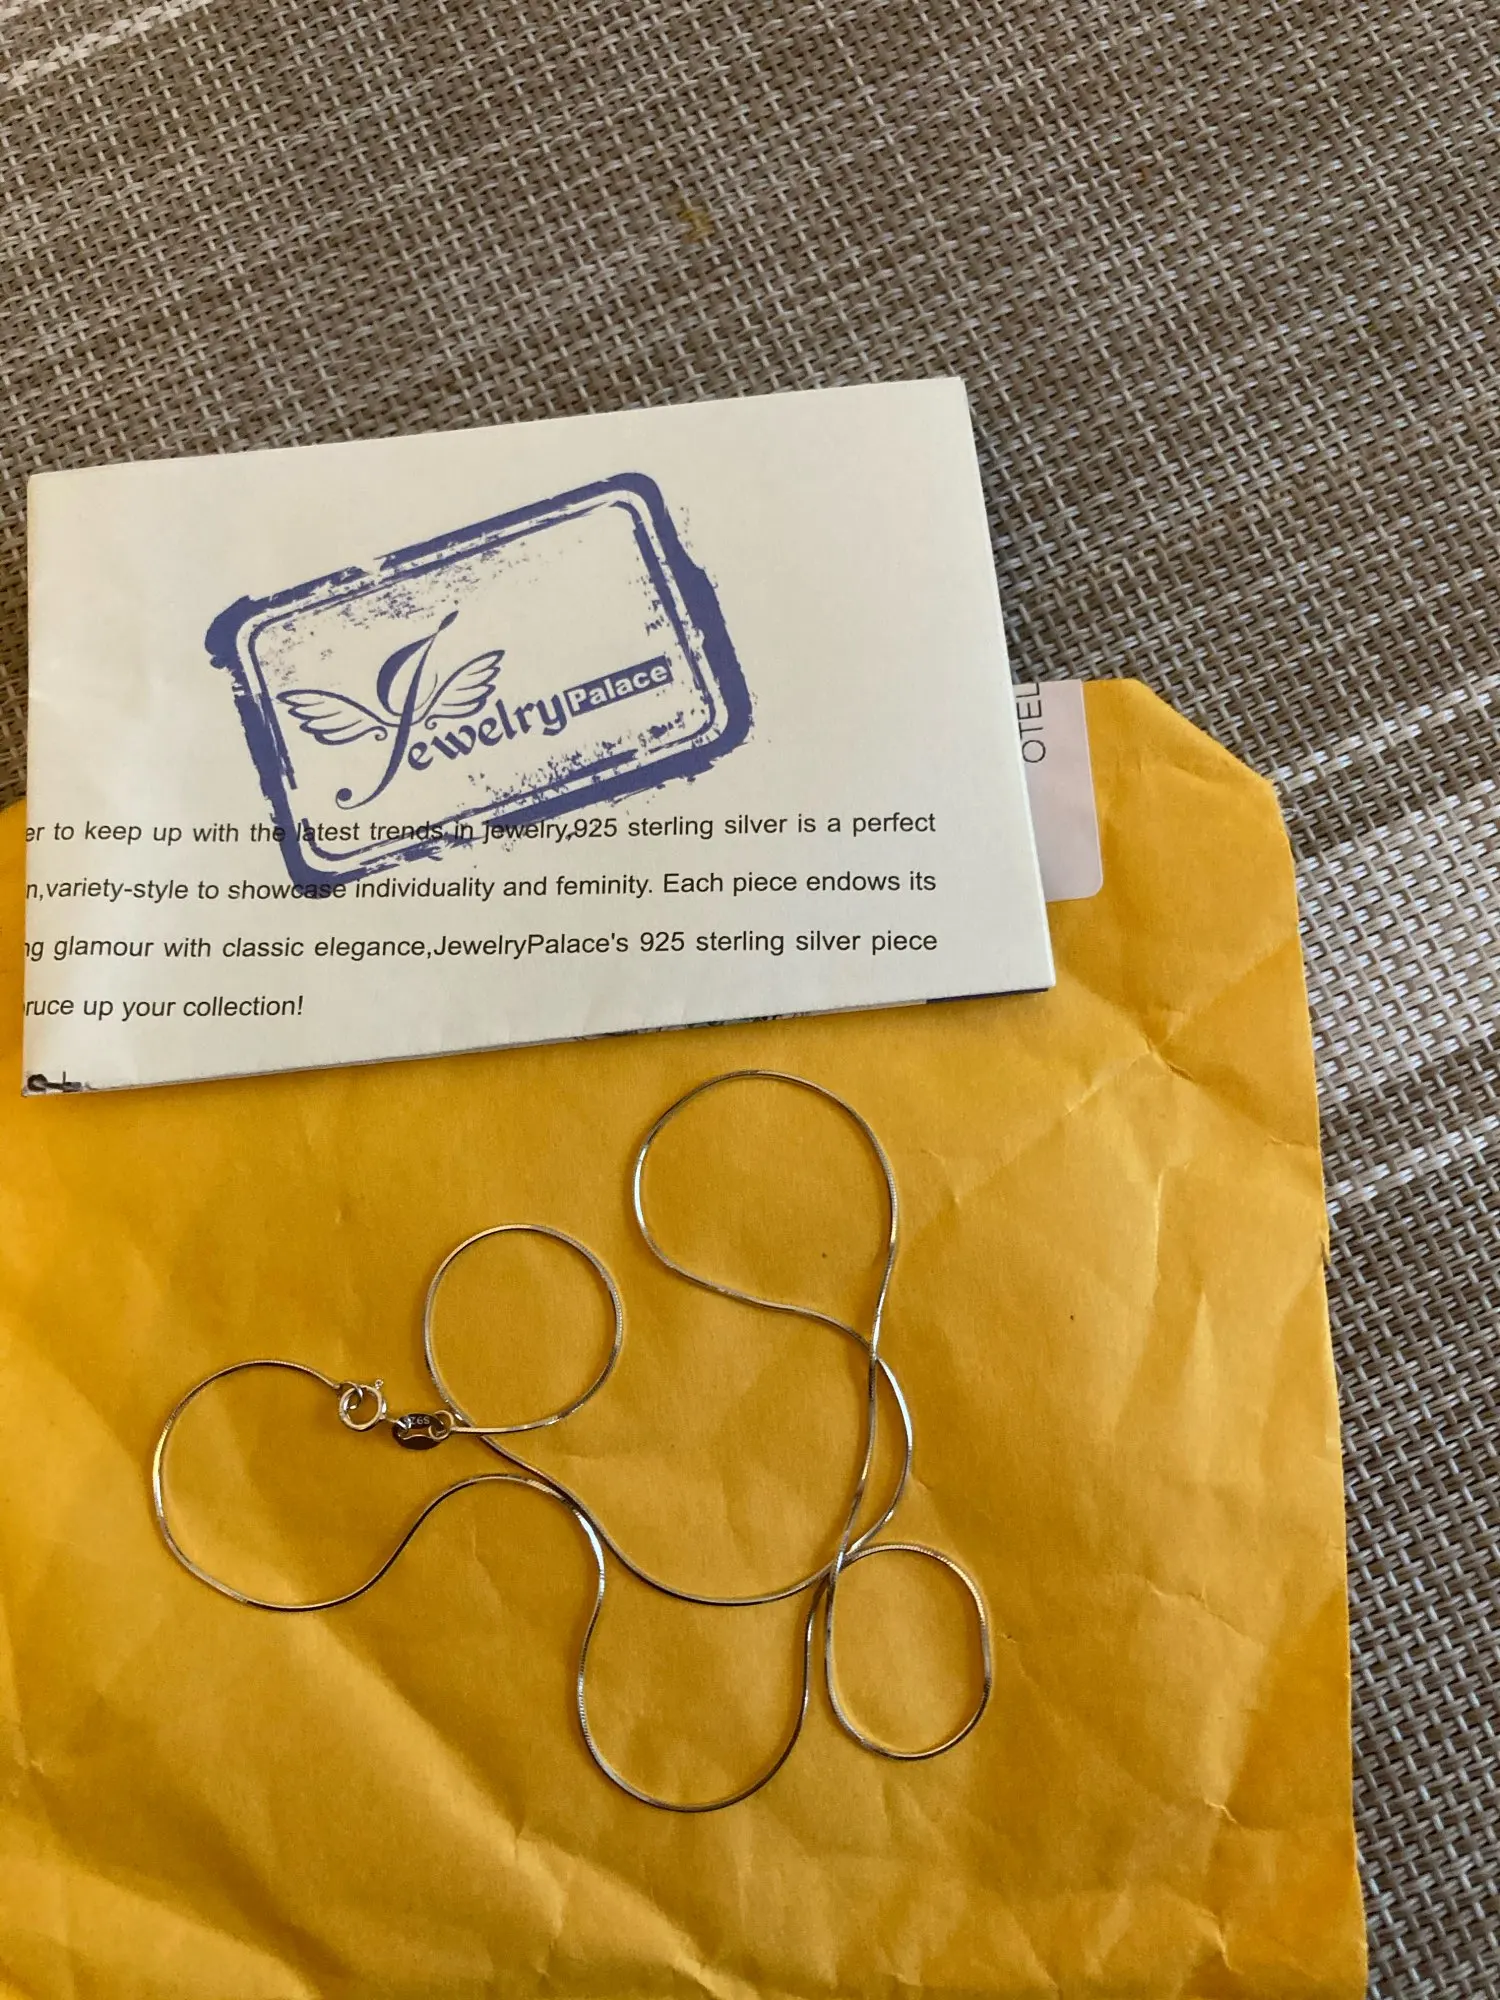 Jewelry Palace
er to keep up with the latest trends in jewelry,925 sterling silver is a perfect
n,variety-style to showcase individuality and feminity. Each piece endows its
ng glamour with classic elegance,JewelryPalace's 925 sterling silver piece
ruce up your collection!
OTEL
S925